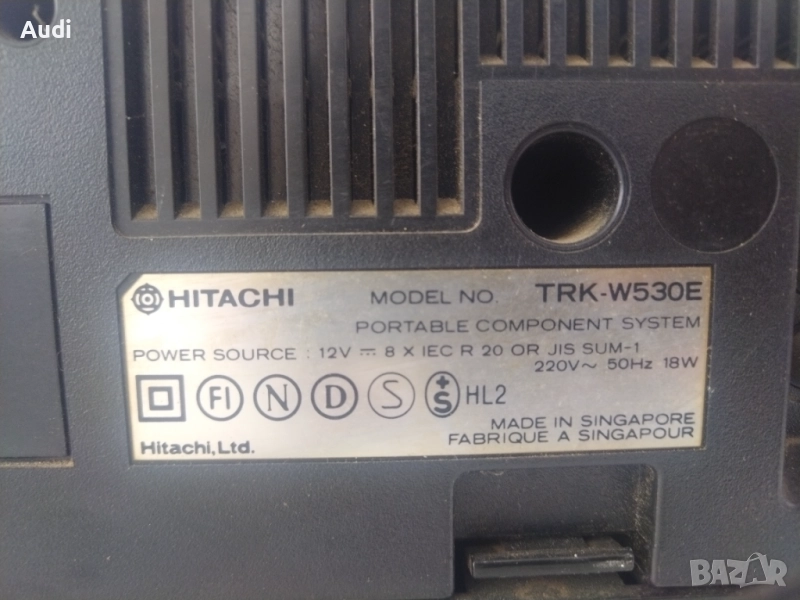 Audi
HITACHI MODEL NO. TRK-W530E
PORTABLE COMPONENT SYSTEM
POWER SOURCE : 12V ⎓ 8 X IEC R 20 OR JIS SUM-1
220V~ 50Hz 18W
FI N D S +S HL2
MADE IN SINGAPORE
FABRIQUE A SINGAPOUR
Hitachi, Ltd.
BAZAR